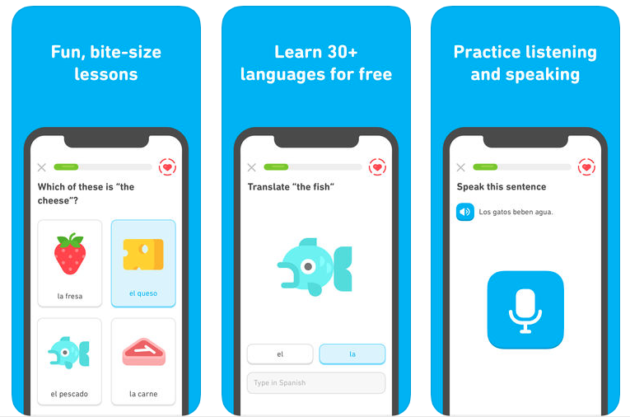 Fun, bite-size
lessons
Which of these is "the
cheese"?
la fresa
el queso
el pescado
la carne
Learn 30+
languages for free
Translate "the fish"
el
la
Type in Spanish
Practice listening
and speaking
Speak this sentence
Los gatos beben agua.